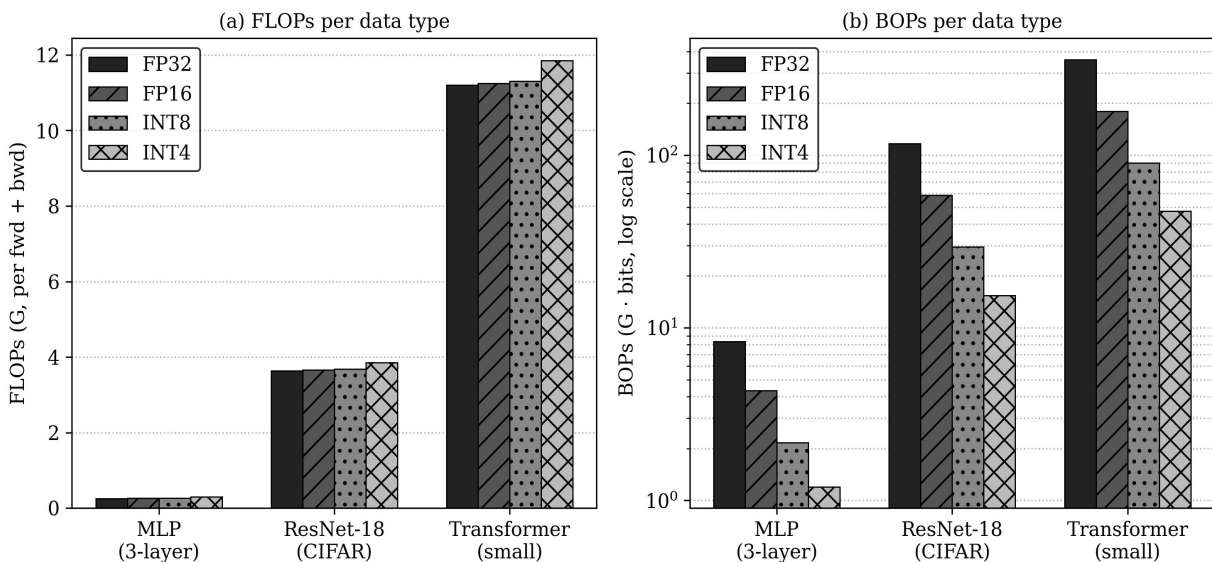 (a) FLOPs per data type
FLOPs (G, per fwd + bwd)
12
10
8
6
4
2
0
FP32
FP16
INT8
INT4
MLP
(3-layer)
ResNet-18
(CIFAR)
Transformer
(small)
(b) BOPs per data type
BOPs (G · bits, log scale)
10²
10¹
10⁰
FP32
FP16
INT8
INT4
MLP
(3-layer)
ResNet-18
(CIFAR)
Transformer
(small)